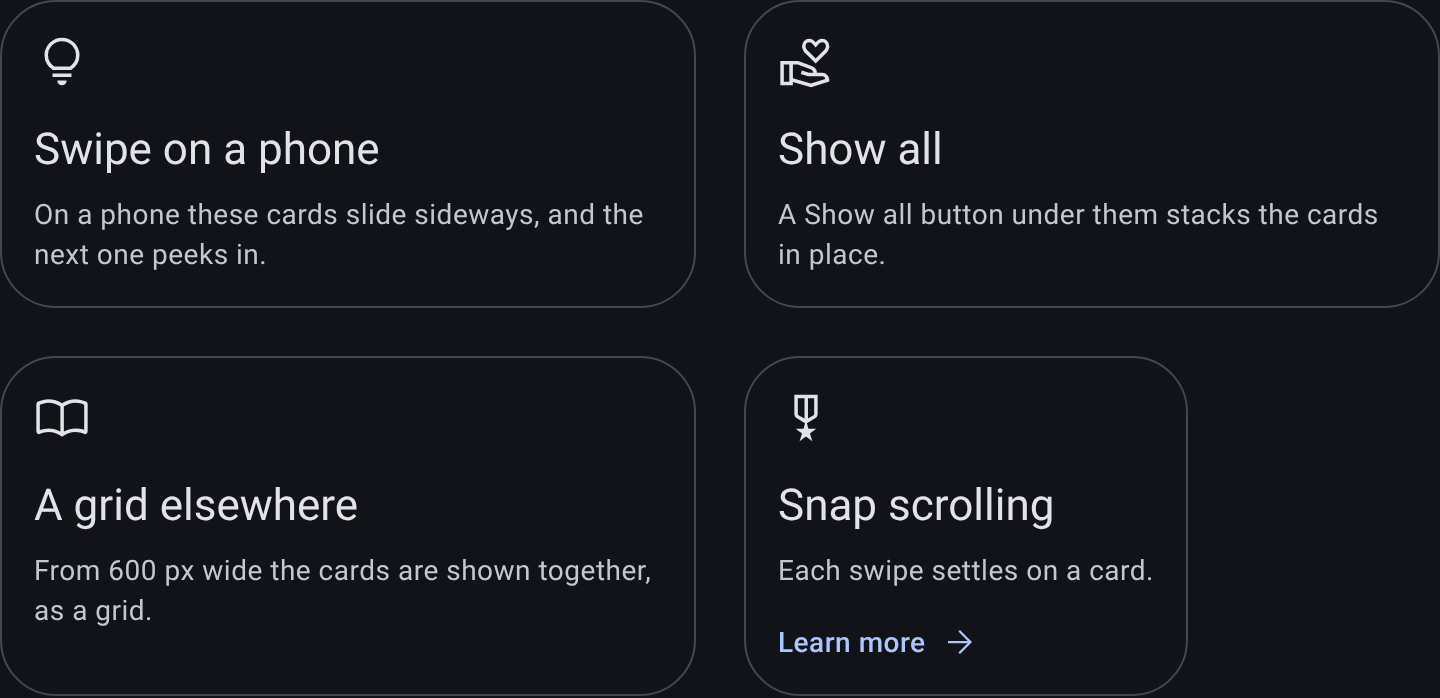 Swipe on a phone
On a phone these cards slide sideways, and the
next one peeks in.
Show all
A Show all button under them stacks the cards
in place.
A grid elsewhere
From 600 px wide the cards are shown together,
as a grid.
Snap scrolling
Each swipe settles on a card.
Learn more